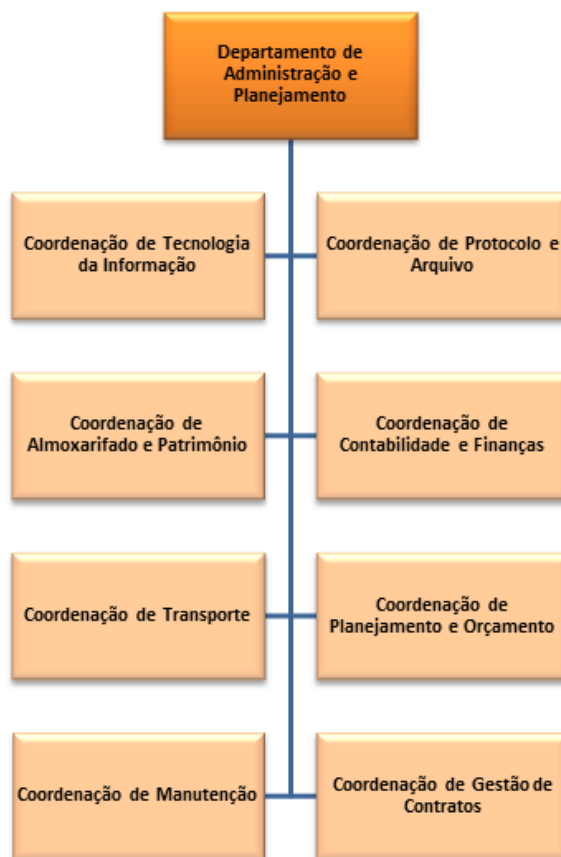 Departamento de
Administração e
Planejamento
Coordenação de Tecnologia
da Informação
Coordenação de Protocolo e
Arquivo
Coordenação de
Almoxarifado e Patrimônio
Coordenação de
Contabilidade e Finanças
Coordenação de Transporte
Coordenação de
Planejamento e Orçamento
Coordenação de Manutenção
Coordenação de Gestão de
Contratos